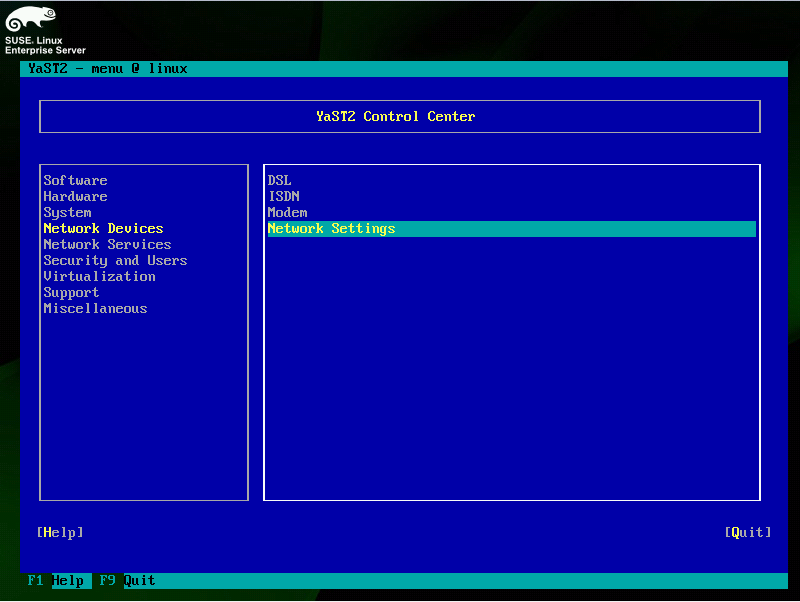 SUSE. Linux
Enterprise Server
YaST2 - menu @ linux
YaST2 Control Center
Software
Hardware
System
Network Devices
Network Services
Security and Users
Virtualization
Support
Miscellaneous
DSL
ISDN
Modem
Network Settings
[Help]
[Quit]
F1 Help F9 Quit